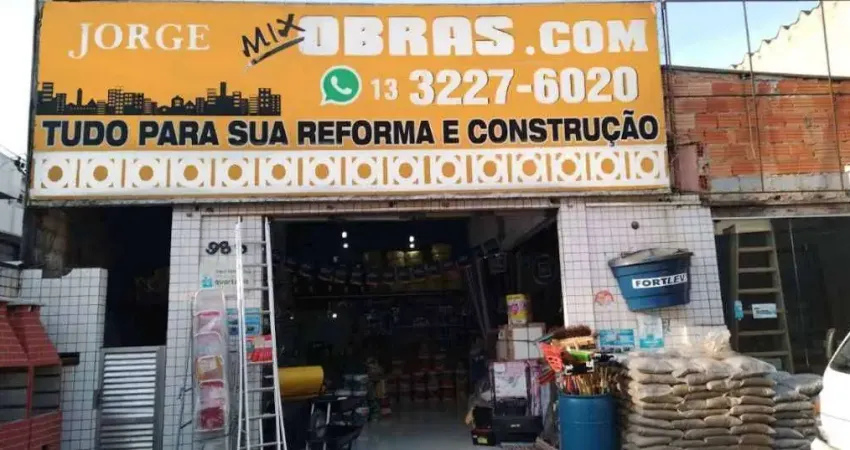 JORGE MIX OBRAS.COM
13 3227-6020
TUDO PARA SUA REFORMA E CONSTRUÇÃO
FORTLEV